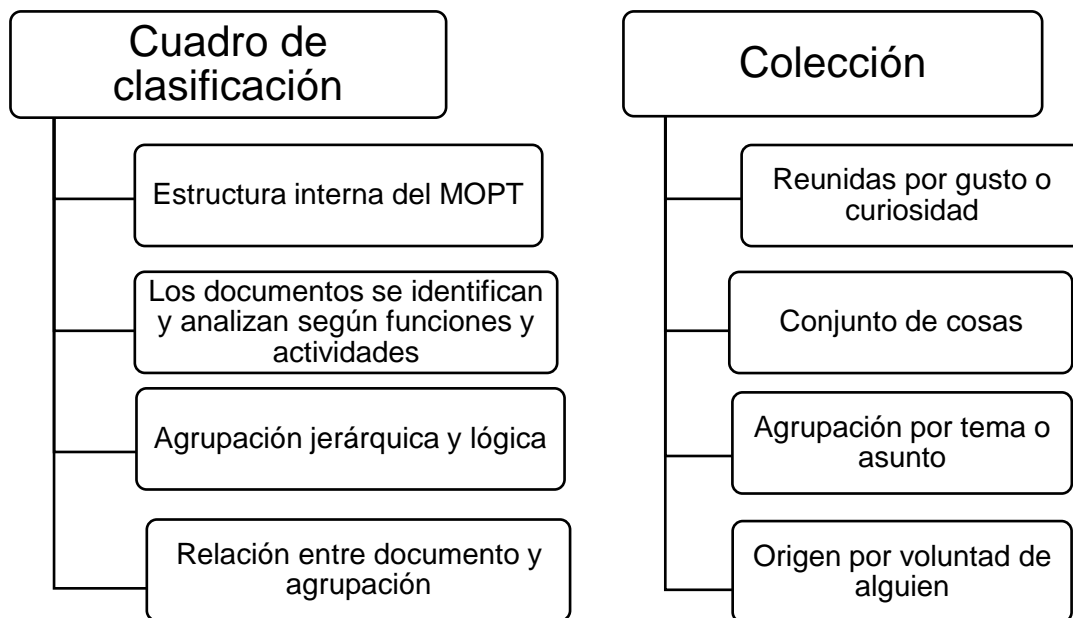 Cuadro de
clasificación
Estructura interna del MOPT
Los documentos se identifican
y analizan según funciones y
actividades
Agrupación jerárquica y lógica
Relación entre documento y
agrupación
Colección
Reunidas por gusto o
curiosidad
Conjunto de cosas
Agrupación por tema o
asunto
Origen por voluntad de
alguien